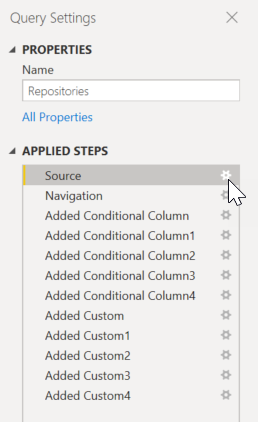 Query Settings
PROPERTIES
Name
Repositories
All Properties
APPLIED STEPS
Source
Navigation
Added Conditional Column
Added Conditional Column1
Added Conditional Column2
Added Conditional Column3
Added Conditional Column4
Added Custom
Added Custom1
Added Custom2
Added Custom3
Added Custom4